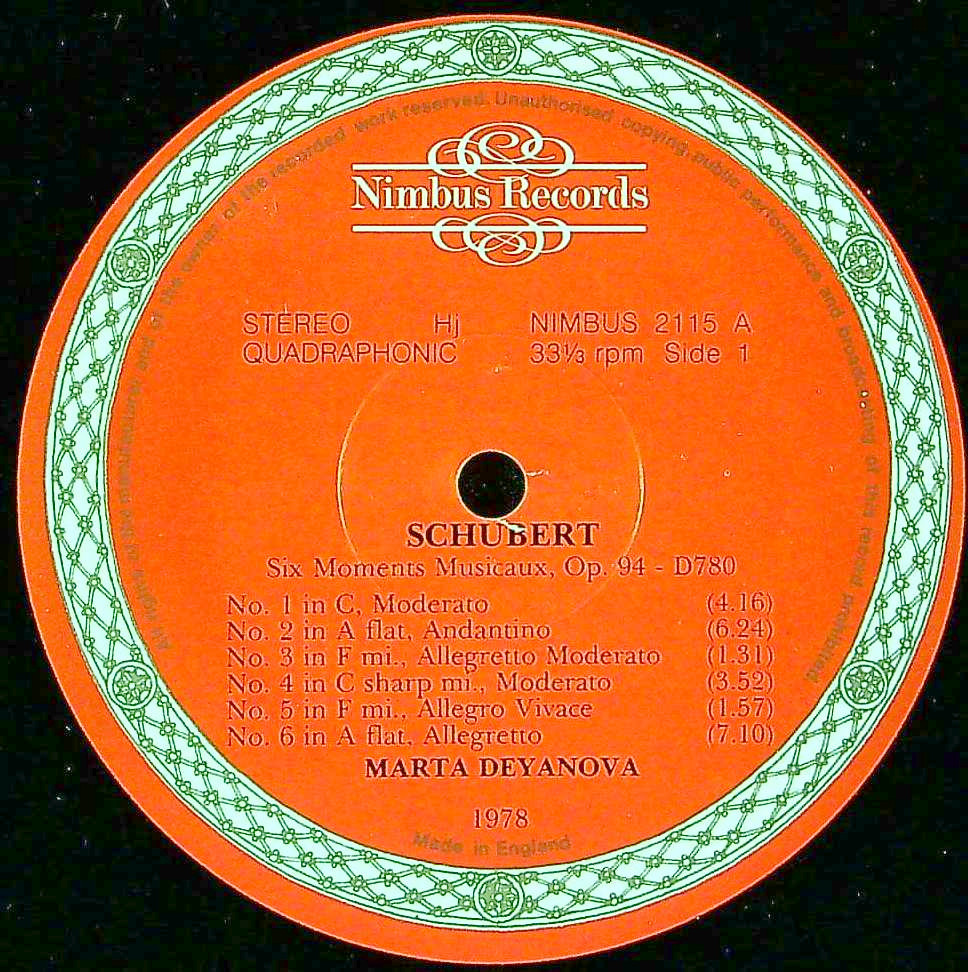 All rights of the manufacturer and of the owner of the recorded work reserved. Unauthorised copying, public performance and broadcasting of this record prohibited
Nimbus Records
STEREO Hj NIMBUS 2115 A
QUADRAPHONIC 33⅓ rpm Side 1
SCHUBERT
Six Moments Musicaux, Op. 94 - D780
No. 1 in C, Moderato (4.16)
No. 2 in A flat, Andantino (6.24)
No. 3 in F mi., Allegretto Moderato (1.31)
No. 4 in C sharp mi., Moderato (3.52)
No. 5 in F mi., Allegro Vivace (1.57)
No. 6 in A flat, Allegretto (7.10)
MARTA DEYANOVA
1978
Made in England